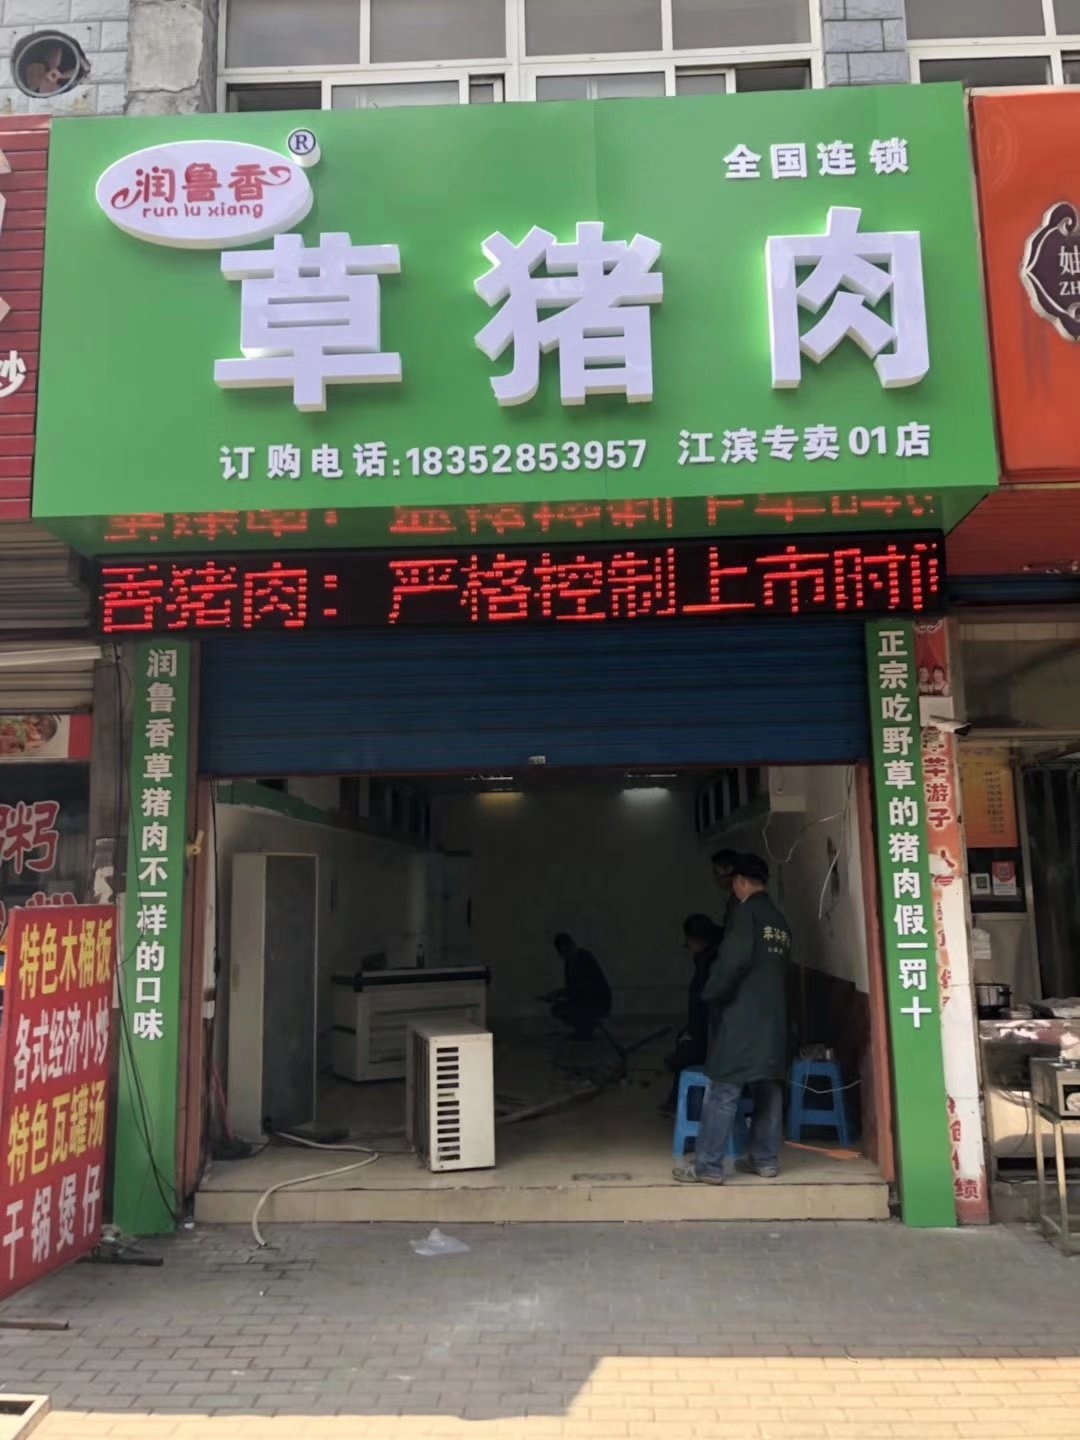 润鲁香
run lu xiang
®
全国连锁
草猪肉
订购电话:18352853957
江滨专卖01店
香猪肉：严格控制上市时
润鲁香草猪肉不一样的口味
正宗吃野草的猪肉假一罚十
特色木桶饭
各式经济小炒
特色瓦罐汤
干锅煲仔
炒
粥
游子
ZH